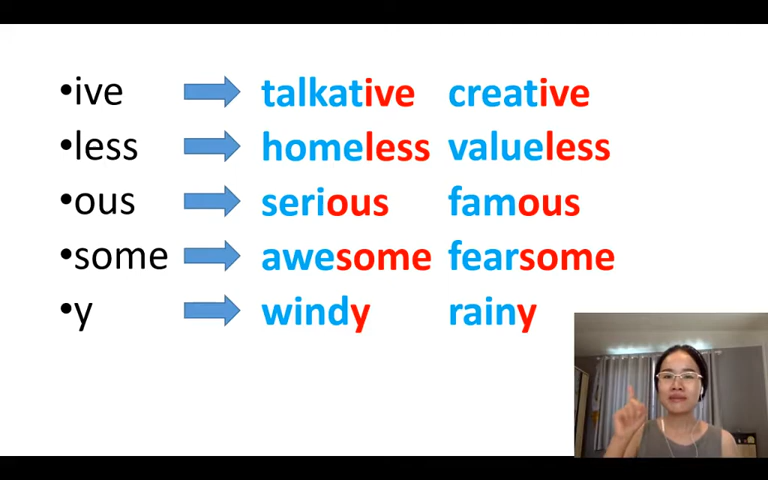 •ive talkative creative
•less homeless valueless
•ous serious famous
•some awesome fearsome
•y windy rainy